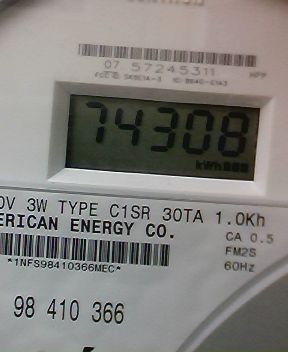 07 57245311 HPP
74308
kWh
0V 3W TYPE C1SR 30TA 1.0Kh
ERICAN ENERGY CO.
CA 0.5
FM2S
60Hz
*1NFS98410366MEC*
98 410 366